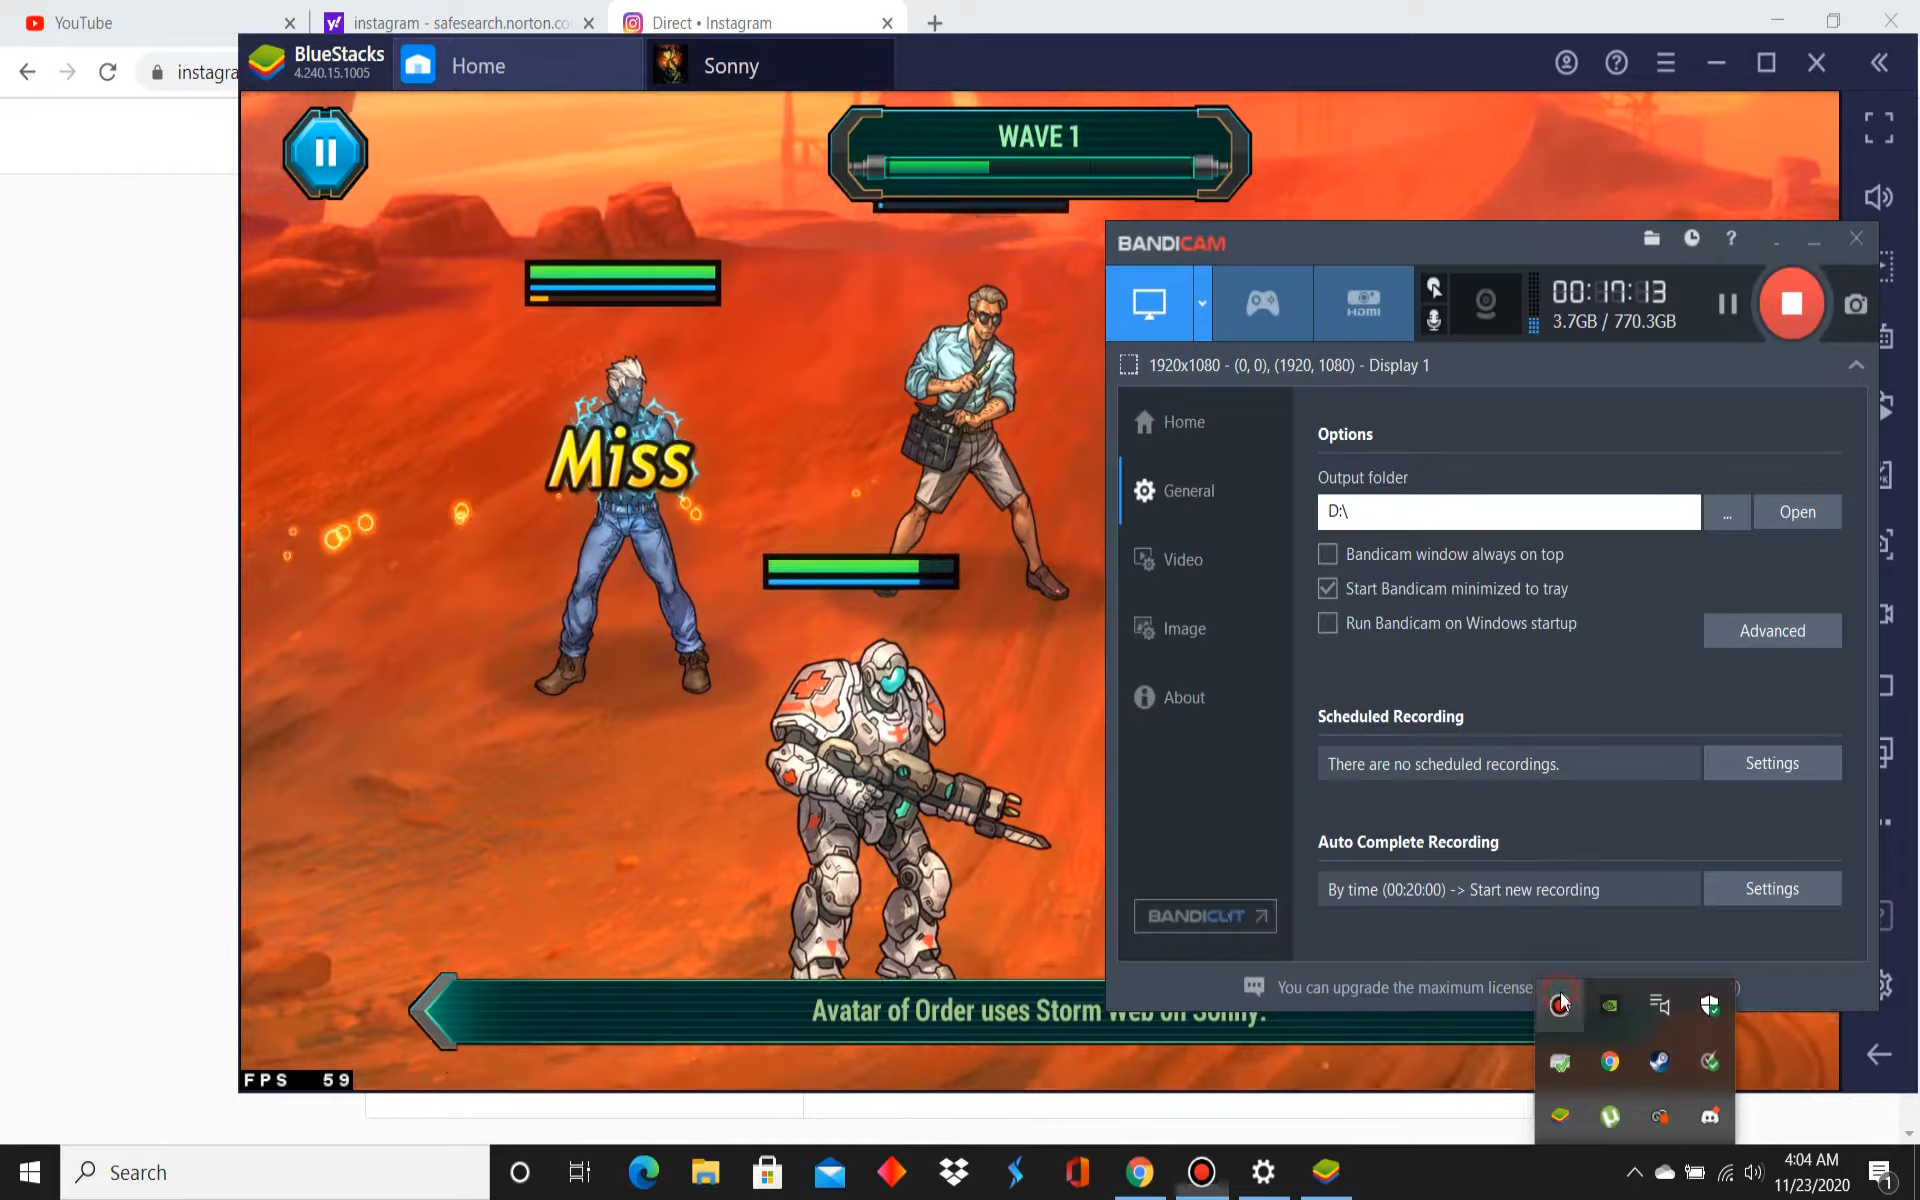 YouTube
instagram - safesearch.norton.co
Direct • Instagram
instagra
BlueStacks
4.240.15.1005
Home
Sonny
WAVE 1
BANDICAM
HDMI
00:17:13
3.7GB / 770.3GB
1920x1080 - (0, 0), (1920, 1080) - Display 1
Home
General
Video
Image
About
BANDICUT
Options
Output folder
D:\
...
Open
Bandicam window always on top
Start Bandicam minimized to tray
Run Bandicam on Windows startup
Advanced
Scheduled Recording
There are no scheduled recordings.
Settings
Auto Complete Recording
By time (00:20:00) -> Start new recording
Settings
You can upgrade the maximum license
Miss
Avatar of Order uses Storm Web on Sonny.
FPS 59
Search
4:04 AM
11/23/2020
1